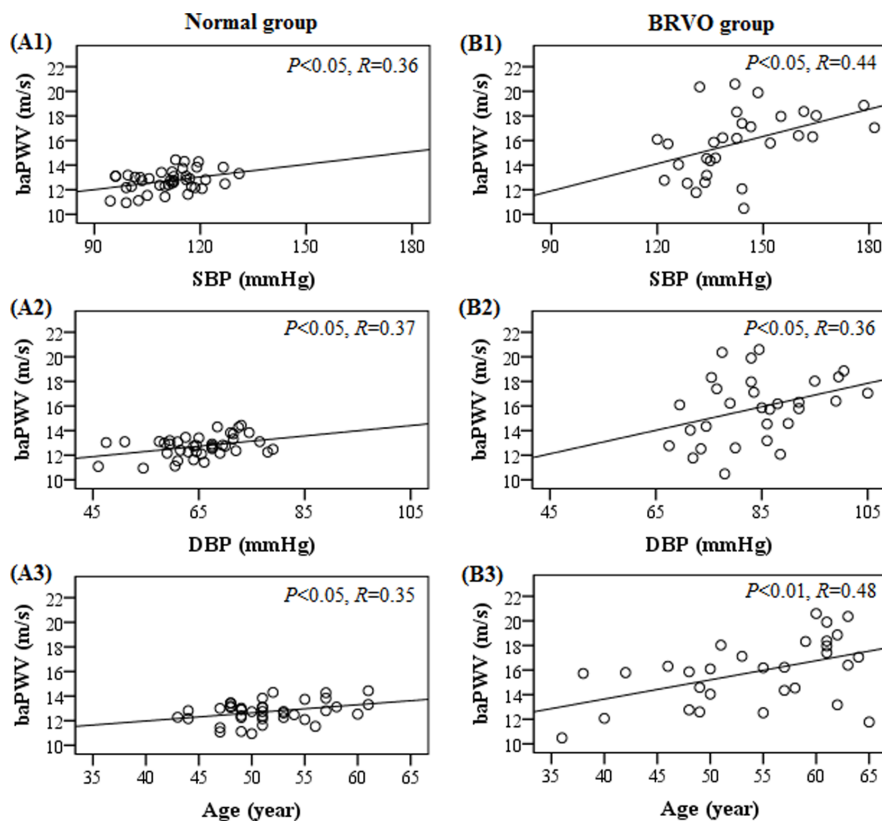 Normal group
BRVO group
(A1)
P<0.05, R=0.36
baPWV (m/s)
22
20
18
16
14
12
10
90
120
150
180
SBP (mmHg)
(B1)
P<0.05, R=0.44
baPWV (m/s)
22
20
18
16
14
12
10
90
120
150
180
SBP (mmHg)
(A2)
P<0.05, R=0.37
baPWV (m/s)
22
20
18
16
14
12
10
45
65
85
105
DBP (mmHg)
(B2)
P<0.05, R=0.36
baPWV (m/s)
22
20
18
16
14
12
10
45
65
85
105
DBP (mmHg)
(A3)
P<0.05, R=0.35
baPWV (m/s)
22
20
18
16
14
12
10
35
40
45
50
55
60
65
Age (year)
(B3)
P<0.01, R=0.48
baPWV (m/s)
22
20
18
16
14
12
10
35
40
45
50
55
60
65
Age (year)